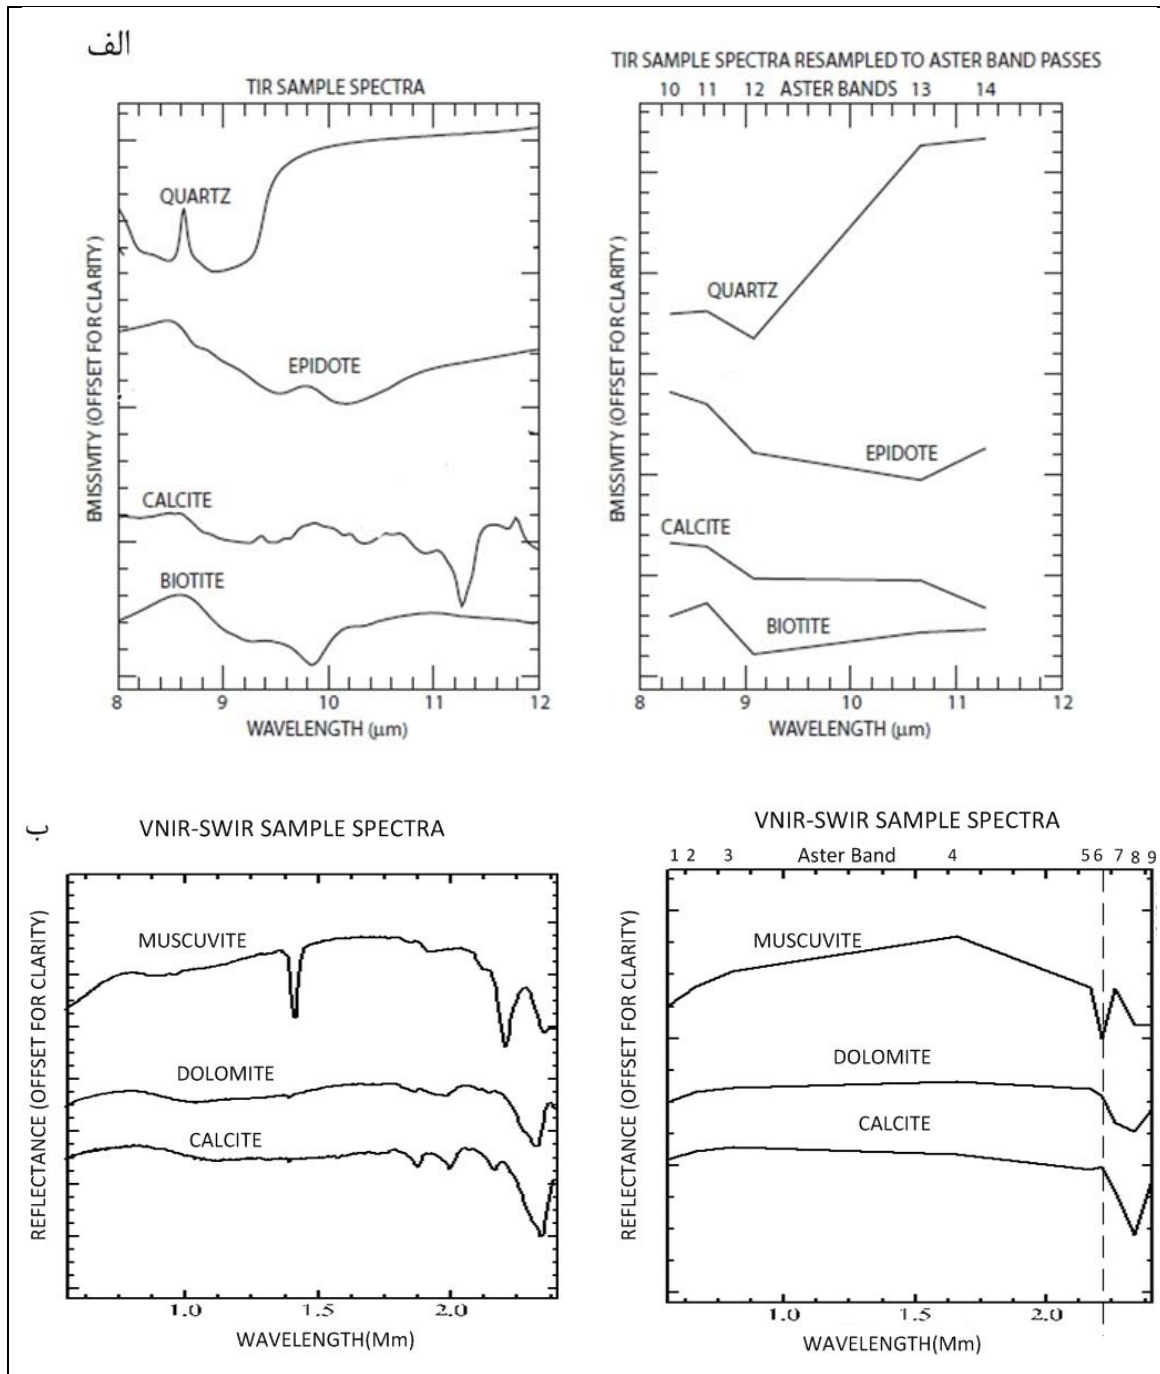 الف
TIR SAMPLE SPECTRA
QUARTZ
EPIDOTE
CALCITE
BIOTITE
EMISSIVITY (OFFSET FOR CLARITY)
8 9 10 11 12
WAVELENGTH (μm)
TIR SAMPLE SPECTRA RESAMPLED TO ASTER BAND PASSES
10 11 12 ASTER BANDS 13 14
QUARTZ
EPIDOTE
CALCITE
BIOTITE
EMISSIVITY (OFFSET FOR CLARITY)
8 9 10 11 12
WAVELENGTH (μm)
ب
VNIR-SWIR SAMPLE SPECTRA
MUSCUVITE
DOLOMITE
CALCITE
REFLECTANCE (OFFSET FOR CLARITY)
1.0 1.5 2.0
WAVELENGTH(Mm)
VNIR-SWIR SAMPLE SPECTRA
1 2 3 Aster Band 4 5 6 7 8 9
MUSCUVITE
DOLOMITE
CALCITE
REFLECTANCE (OFFSET FOR CLARITY)
1.0 1.5 2.0
WAVELENGTH(Mm)